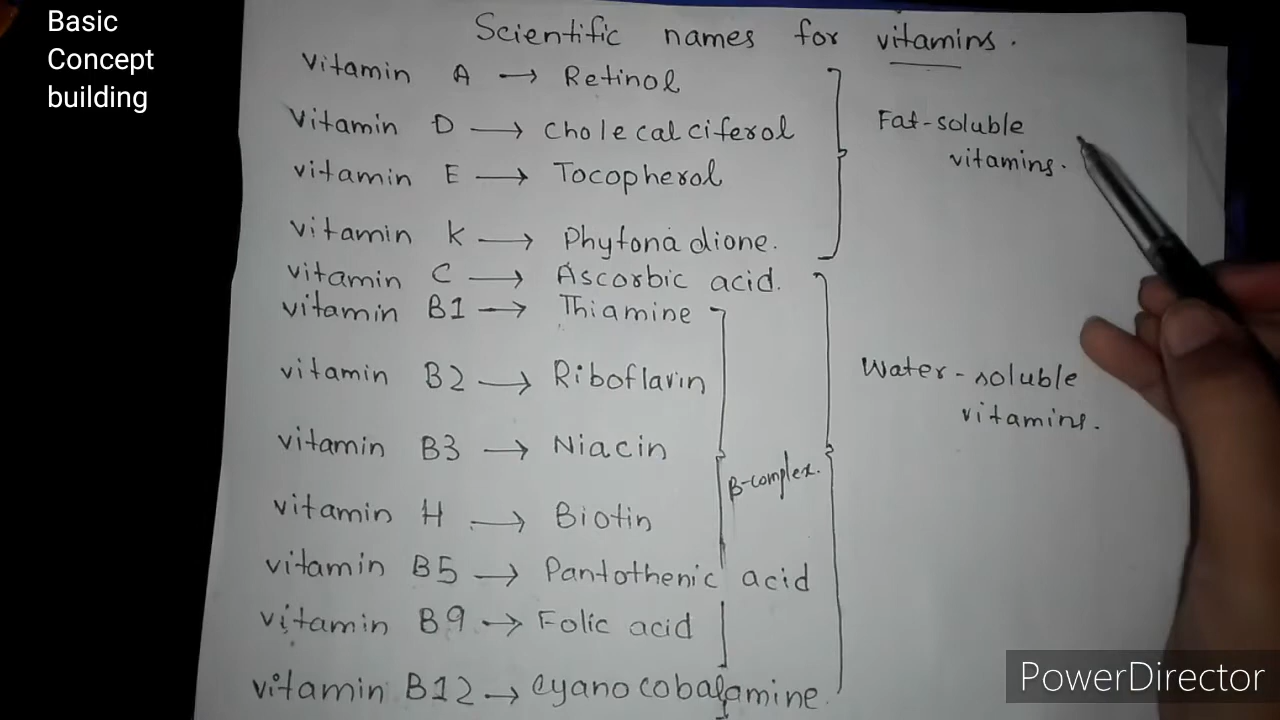 Basic
Concept
building
Scientific names for vitamins.
vitamin A → Retinol
vitamin D → cholecalciferol
vitamin E → Tocopherol
vitamin K → Phytonadione.
Fat-soluble
vitamins.
vitamin C → Ascorbic acid.
vitamin B1 → Thiamine
vitamin B2 → Riboflavin
vitamin B3 → Niacin
vitamin H → Biotin
vitamin B5 → Pantothenic acid
vitamin B9 → Folic acid
vitamin B12 → cyanocobalamine.
B-complex.
Water-soluble
vitamins.
PowerDirector